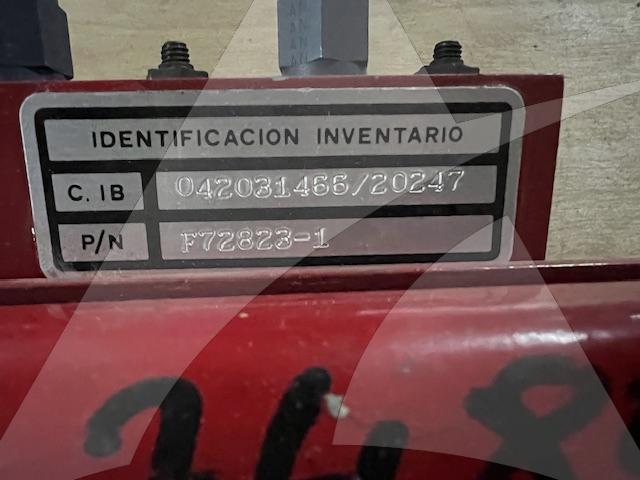 IDENTIFICACION INVENTARIO
C. IB 042031466/20247
P/N F72823-1